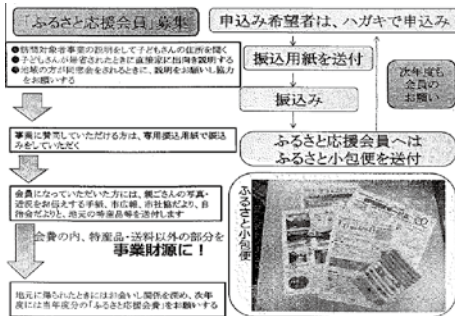 「ふるさと応援会員」募集
❶訪問対象者事業の説明をして子どもさんの住所を聞く
❷子どもさんが帰省されたときに直接家に出向き説明する
❸地域の方が同窓会をされるときに、説明をお願いし協力
をお願いする
事業に賛同していただける方は、専用振込用紙で振込
みをしていただく
会員になっていただいた方には、親ごさんの写真・
近況をお伝えする手紙、市広報、市社協だより、自
治会だよりと、地元の特産品等を送付します
会費の内、特産品・送料以外の部分を
事業財源に！
地元に帰られたときにはお会いし関係を深め、次年
度には当年度分の「ふるさと応援会費」をお願いする
申込み希望者は、ハガキで申込み
振込用紙を送付
振込み
次年度も
会員の
お願い
ふるさと応援会員へは
ふるさと小包便を送付
ふるさと小包便